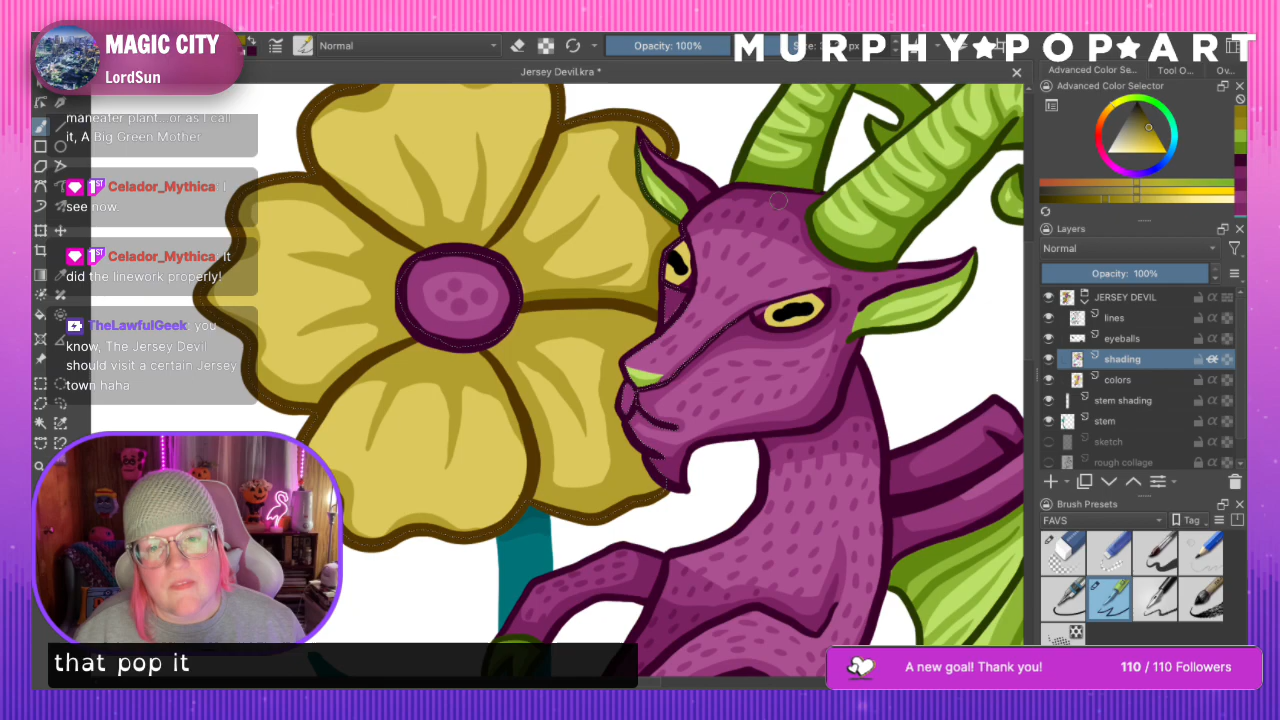 MAGIC CITY
LordSun
MURPHY★POP★ART
Normal
Opacity: 100%
Jersey Devil.kra *
Advanced Color Se...
Tool O...
Ov...
Advanced Color Selector
maneater plant...or as I call
it, A Big Green Mother
Celador_Mythica I
see now.
Celador_Mythica It
did the linework properly!
TheLawfulGeek you
know, The Jersey Devil
should visit a certain Jersey
town haha
Layers
Normal
Opacity: 100%
JERSEY DEVIL
lines
eyeballs
shading
colors
stem shading
stem
sketch
rough collage
Brush Presets
FAVS
Tag
that pop it
A new goal! Thank you!
110 / 110 Followers